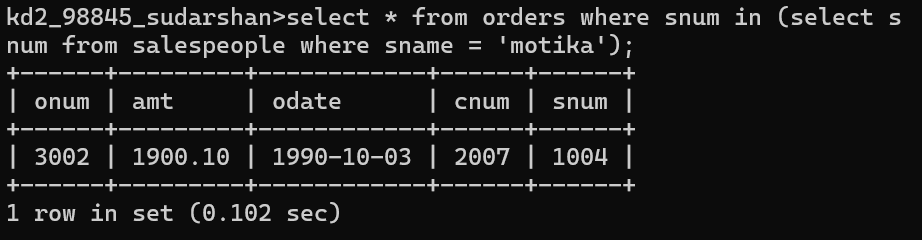 kd2_98845_sudarshan>select * from orders where snum in (select s
num from salespeople where sname = 'motika');
+------+---------+------------+------+------+
| onum | amt     | odate      | cnum | snum |
+------+---------+------------+------+------+
| 3002 | 1900.10 | 1990-10-03 | 2007 | 1004 |
+------+---------+------------+------+------+
1 row in set (0.102 sec)